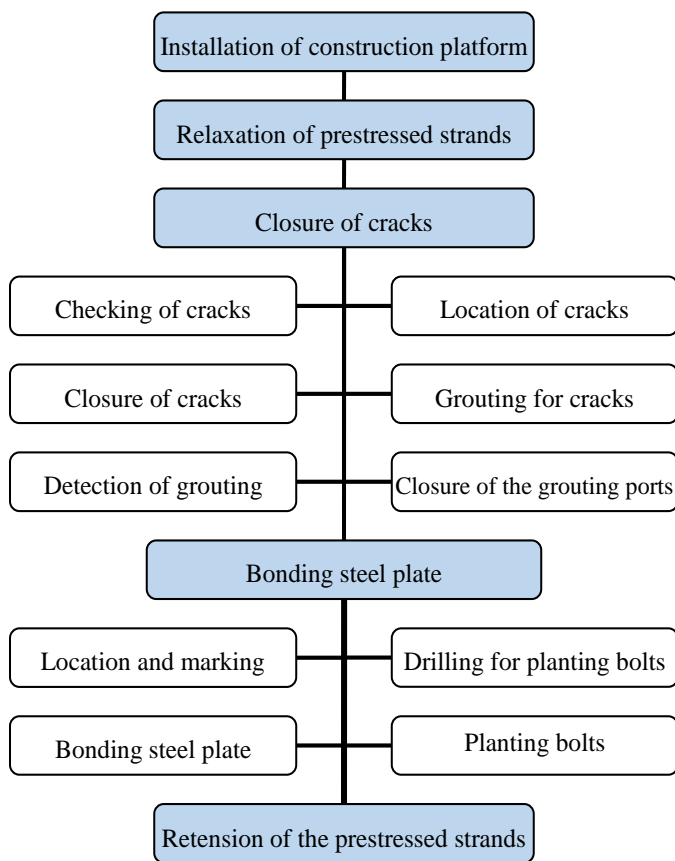 Installation of construction platform
Relaxation of prestressed strands
Closure of cracks
Checking of cracks
Location of cracks
Closure of cracks
Grouting for cracks
Detection of grouting
Closure of the grouting ports
Bonding steel plate
Location and marking
Drilling for planting bolts
Bonding steel plate
Planting bolts
Retension of the prestressed strands